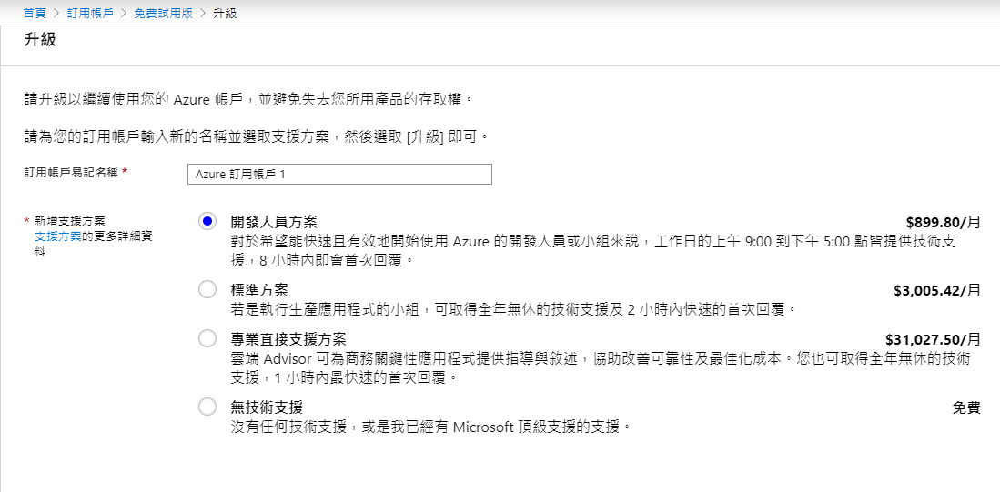 首頁 > 訂用帳戶 > 免費試用版 > 升級
升級
請升級以繼續使用您的 Azure 帳戶，並避免失去您所用產品的存取權。
請為您的訂用帳戶輸入新的名稱並選取支援方案，然後選取 [升級] 即可。
訂用帳戶易記名稱 * Azure 訂用帳戶 1
* 新增支援方案
支援方案的更多詳細資
料
開發人員方案 $899.80/月
對於希望能快速且有效地開始使用 Azure 的開發人員或小組來說，工作日的上午 9:00 到下午 5:00 點皆提供技術支
援，8 小時內即會首次回覆。
標準方案 $3,005.42/月
若是執行生產應用程式的小組，可取得全年無休的技術支援及 2 小時內快速的首次回覆。
專業直接支援方案 $31,027.50/月
雲端 Advisor 可為商務關鍵性應用程式提供指導與敘述，協助改善可靠性及最佳化成本。您也可取得全年無休的技術
支援，1 小時內最快速的首次回覆。
無技術支援 免費
沒有任何技術支援，或是我已經有 Microsoft 頂級支援的支援。